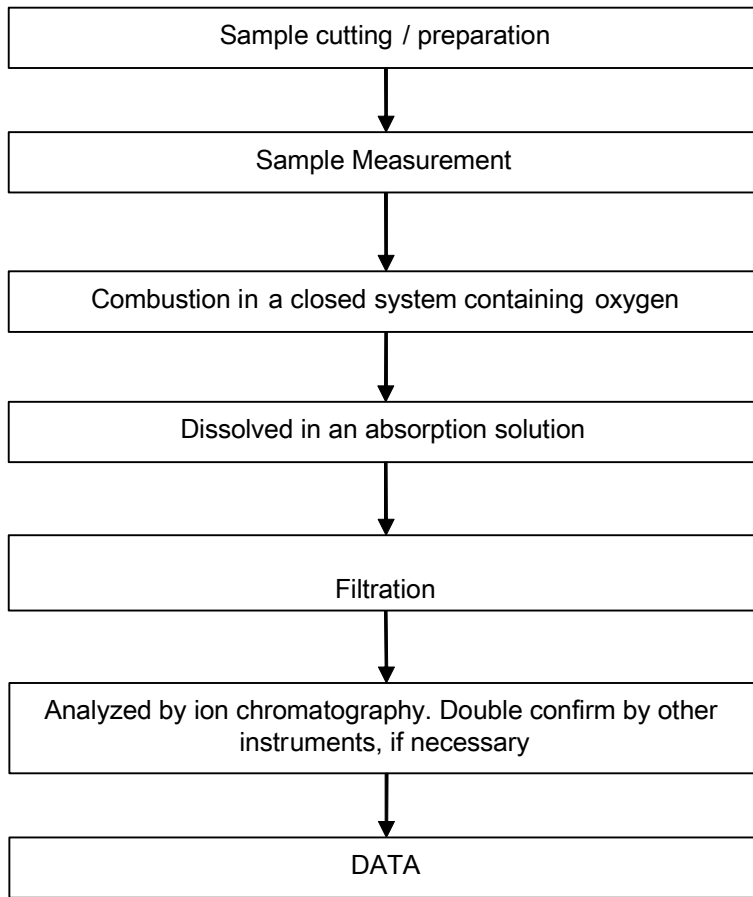 Sample cutting / preparation
Sample Measurement
Combustion in a closed system containing oxygen
Dissolved in an absorption solution
Filtration
Analyzed by ion chromatography. Double confirm by other
instruments, if necessary
DATA